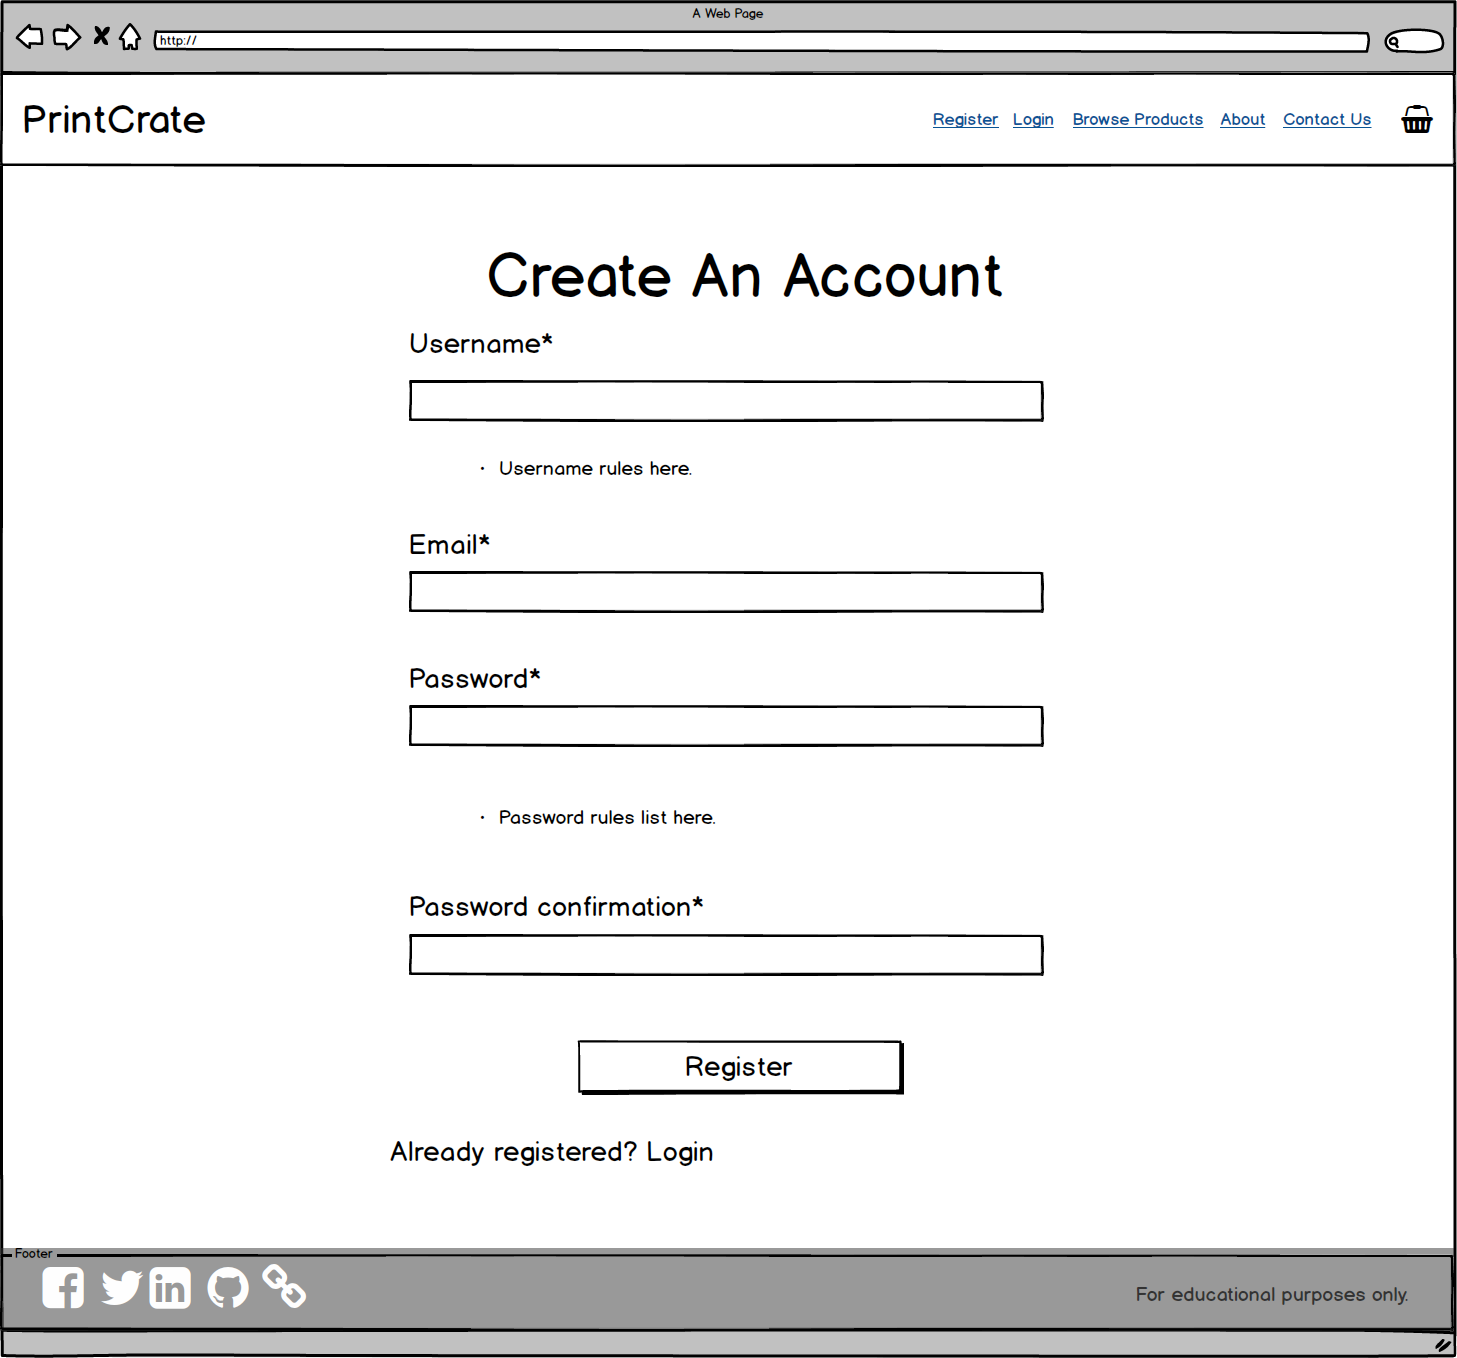 A Web Page
http://
PrintCrate
Register Login Browse Products About Contact Us
Create An Account
Username*
· Username rules here.
Email*
Password*
· Password rules list here.
Password confirmation*
Register
Already registered? Login
Footer
in
For educational purposes only.